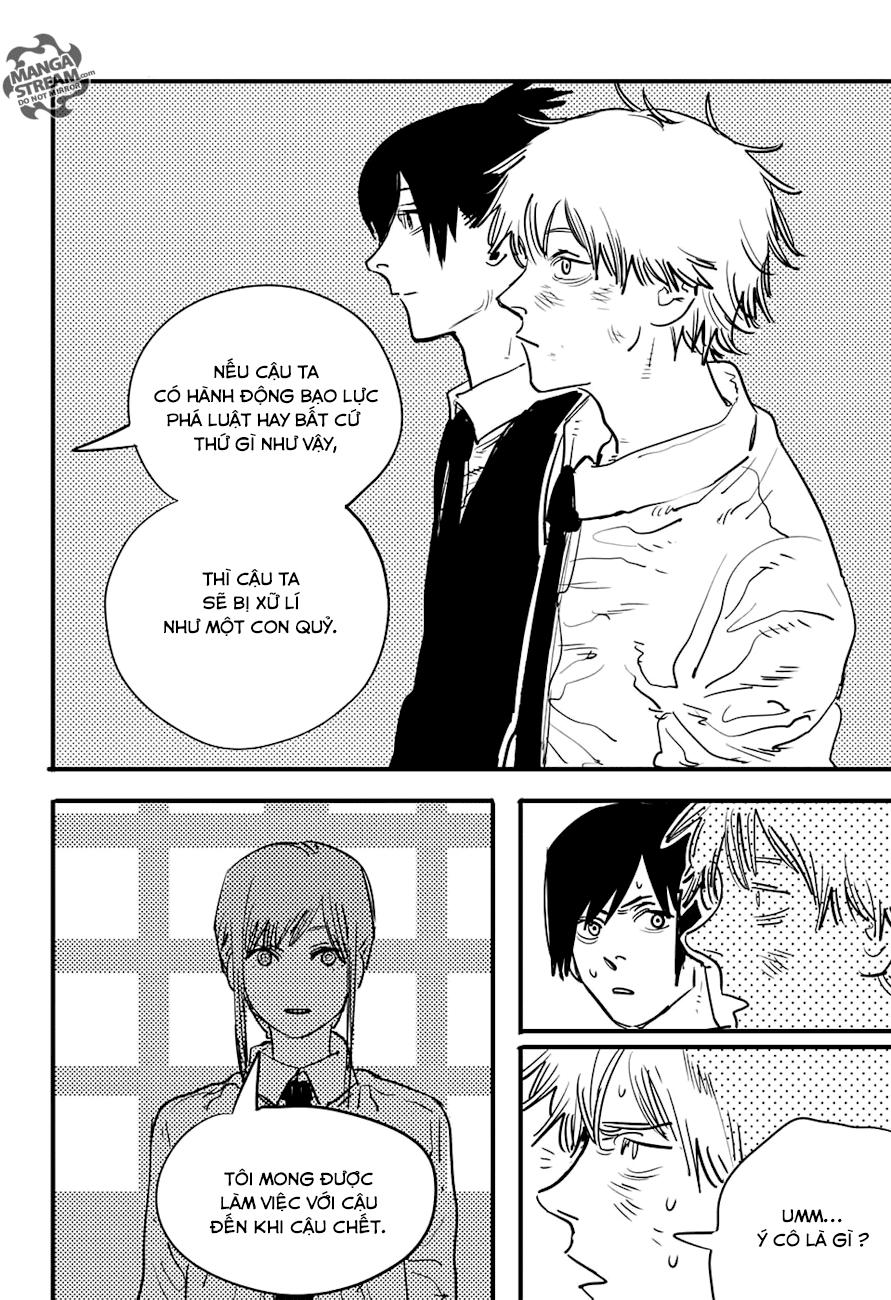 MANGA
STREAM.com
DO NOT MIRROR
NẾU CẬU TA
CÓ HÀNH ĐỘNG BẠO LỰC
PHÁ LUẬT HAY BẤT CỨ
THỨ GÌ NHƯ VẬY,
THÌ CẬU TA
SẼ BỊ XỮ LÍ
NHƯ MỘT CON QUỶ.
TÔI MONG ĐƯỢC
LÀM VIỆC VỚI CẬU
ĐẾN KHI CẬU CHẾT.
UMM...
Ý CÔ LÀ GÌ ?